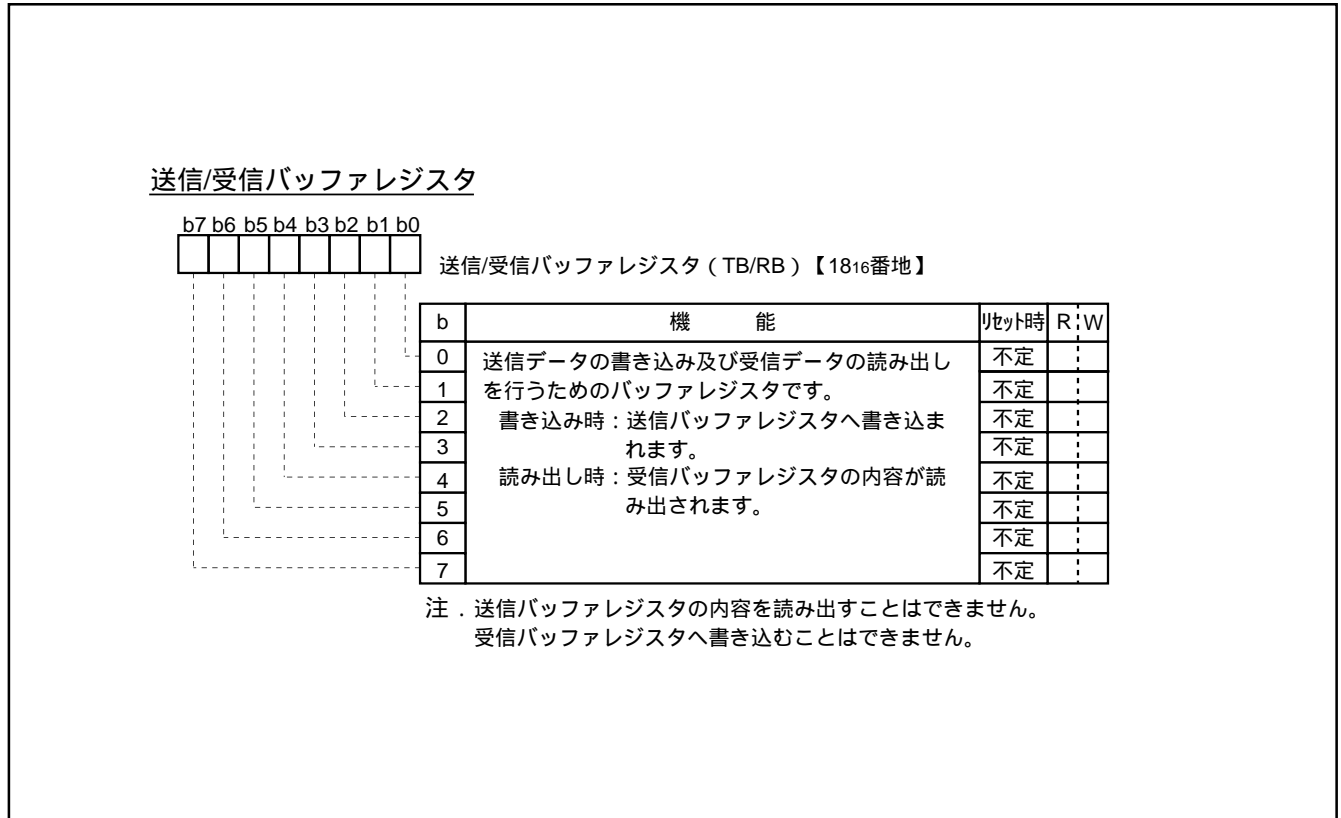 送信/受信バッファレジスタ
b7 b6 b5 b4 b3 b2 b1 b0
送信/受信バッファレジスタ（TB/RB）【1816番地】
b 機 能 リセット時 R W
0 不定
送信データの書き込み及び受信データの読み出し
1 不定
を行うためのバッファレジスタです。
2 不定
書き込み時：送信バッファレジスタへ書き込ま
3 不定
れます。
4 不定
読み出し時：受信バッファレジスタの内容が読
5 不定
み出されます。
6 不定
7 不定
注．送信バッファレジスタの内容を読み出すことはできません。
受信バッファレジスタへ書き込むことはできません。